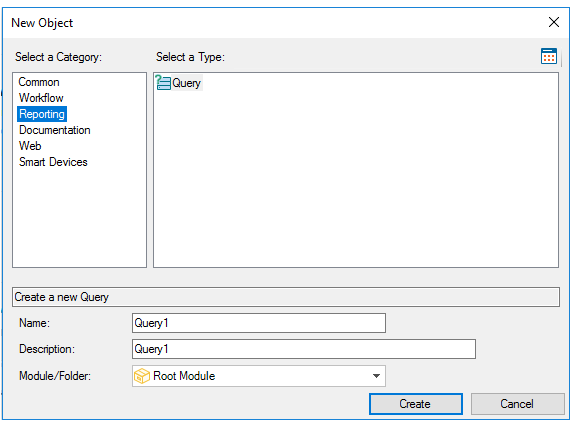 New Object
Select a Category:
Select a Type:
Common
Workflow
Reporting
Documentation
Web
Smart Devices
Query
Create a new Query
Name:
Query1
Description:
Query1
Module/Folder:
Root Module
Create
Cancel